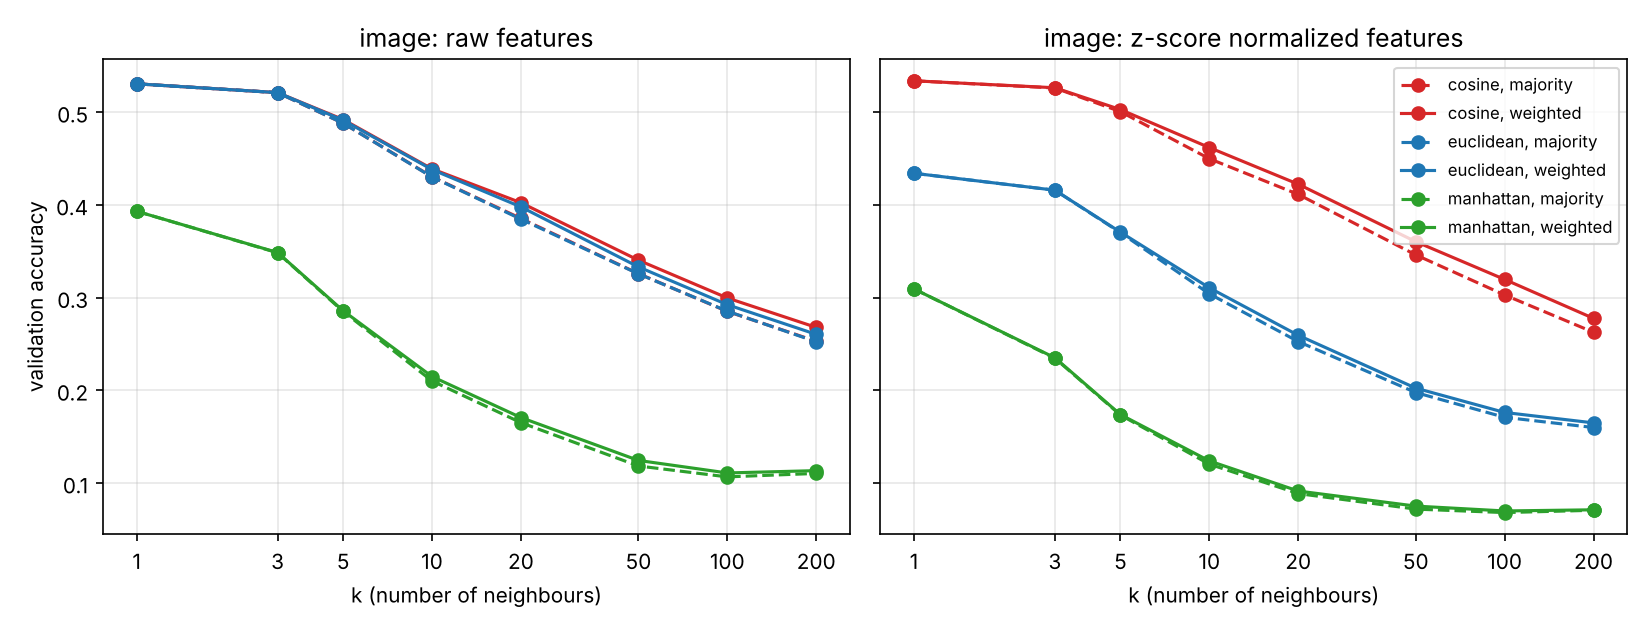 image: raw features
validation accuracy
0.5
0.4
0.3
0.2
0.1
1 3 5 10 20 50 100 200
k (number of neighbours)
image: z-score normalized features
cosine, majority
cosine, weighted
euclidean, majority
euclidean, weighted
manhattan, majority
manhattan, weighted
1 3 5 10 20 50 100 200
k (number of neighbours)